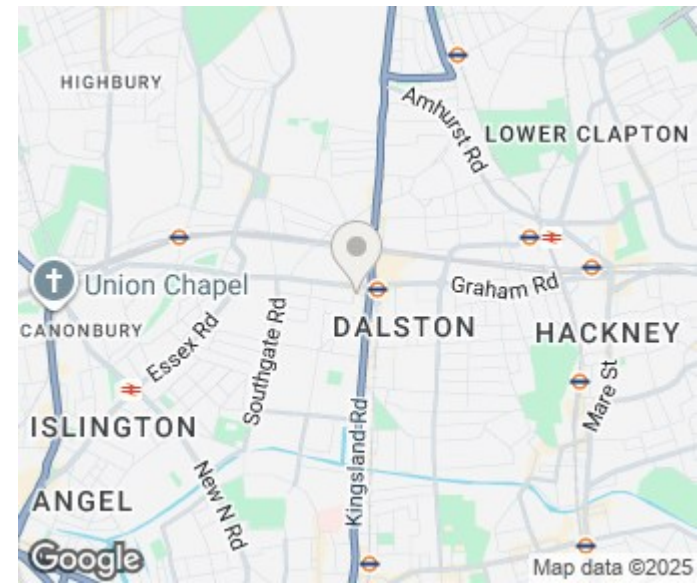 HIGHBURY
Amhurst Rd
LOWER CLAPTON
Union Chapel
Graham Rd
CANONBURY
Essex Rd
Southgate Rd
DALSTON
HACKNEY
Mare St
ISLINGTON
Kingsland Rd
New N Rd
ANGEL
Google
Map data ©2025